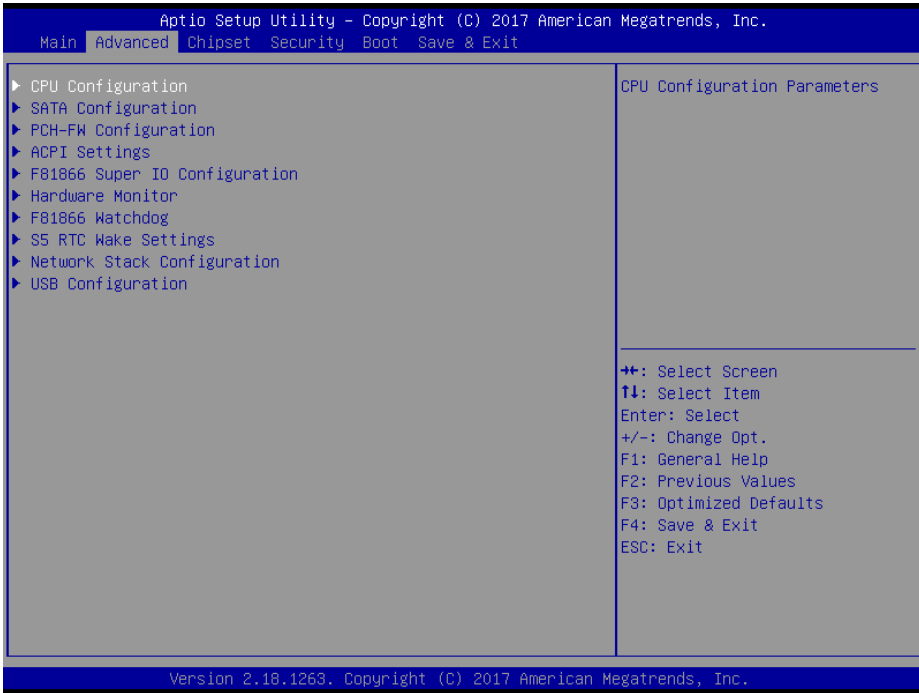 Aptio Setup Utility – Copyright (C) 2017 American Megatrends, Inc.
Main Advanced Chipset Security Boot Save & Exit
▶ CPU Configuration
▶ SATA Configuration
▶ PCH-FW Configuration
▶ ACPI Settings
▶ F81866 Super IO Configuration
▶ Hardware Monitor
▶ F81866 Watchdog
▶ S5 RTC Wake Settings
▶ Network Stack Configuration
▶ USB Configuration
CPU Configuration Parameters
→←: Select Screen
↑↓: Select Item
Enter: Select
+/-: Change Opt.
F1: General Help
F2: Previous Values
F3: Optimized Defaults
F4: Save & Exit
ESC: Exit
Version 2.18.1263. Copyright (C) 2017 American Megatrends, Inc.